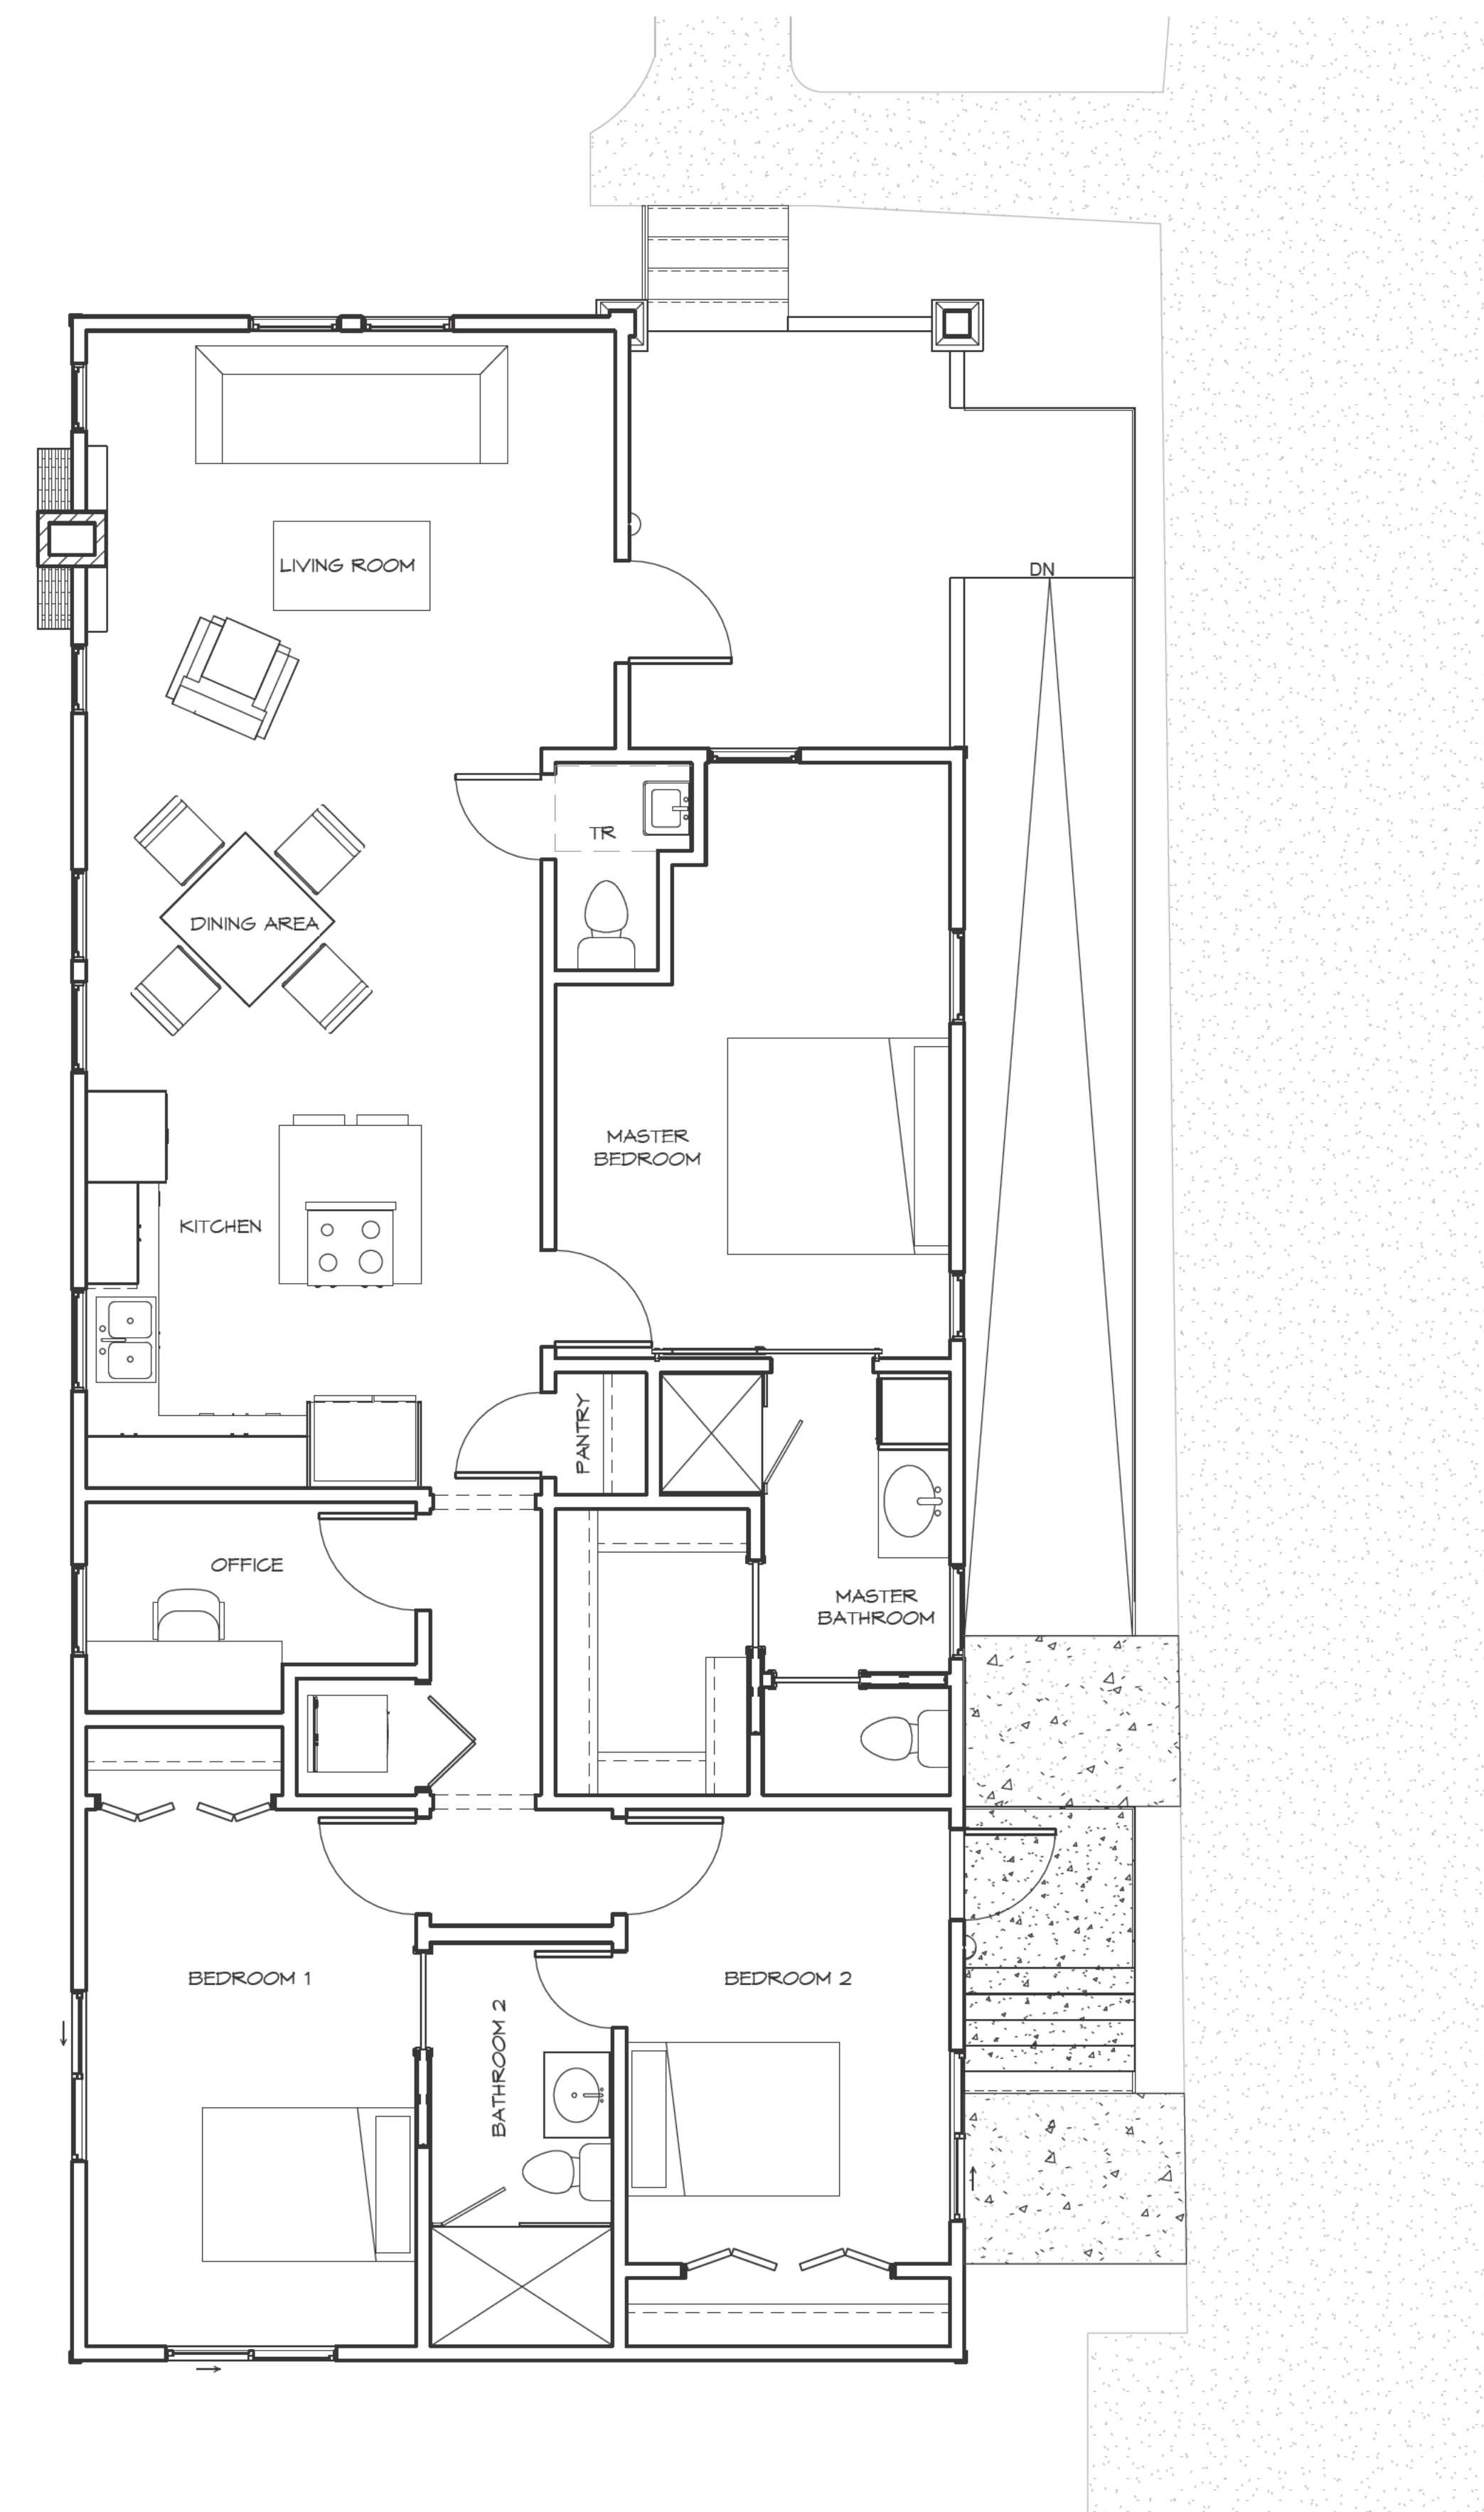 LIVING ROOM
DN
TR
DINING AREA
MASTER
BEDROOM
KITCHEN
PANTRY
OFFICE
MASTER
BATHROOM
BEDROOM 1
BEDROOM 2
BATHROOM 2